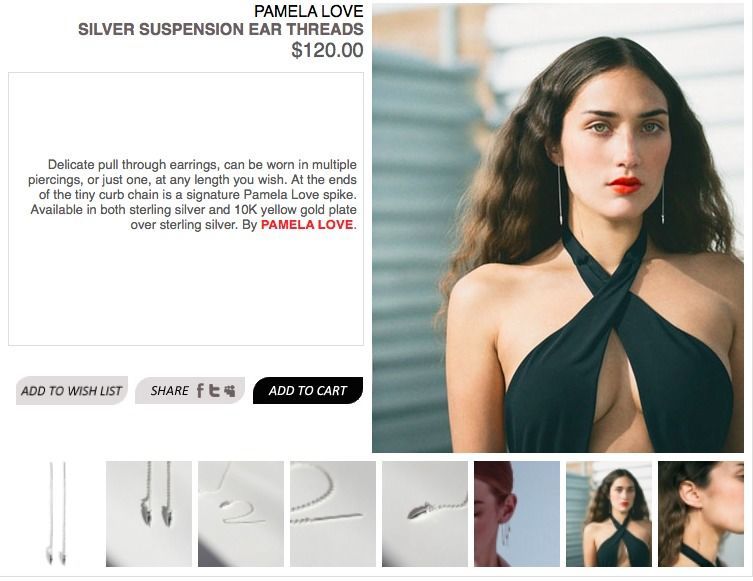 PAMELA LOVE
SILVER SUSPENSION EAR THREADS
$120.00
Delicate pull through earrings, can be worn in multiple
piercings, or just one, at any length you wish. At the ends
of the tiny curb chain is a signature Pamela Love spike.
Available in both sterling silver and 10K yellow gold plate
over sterling silver. By PAMELA LOVE.
ADD TO WISH LIST
SHARE
ADD TO CART